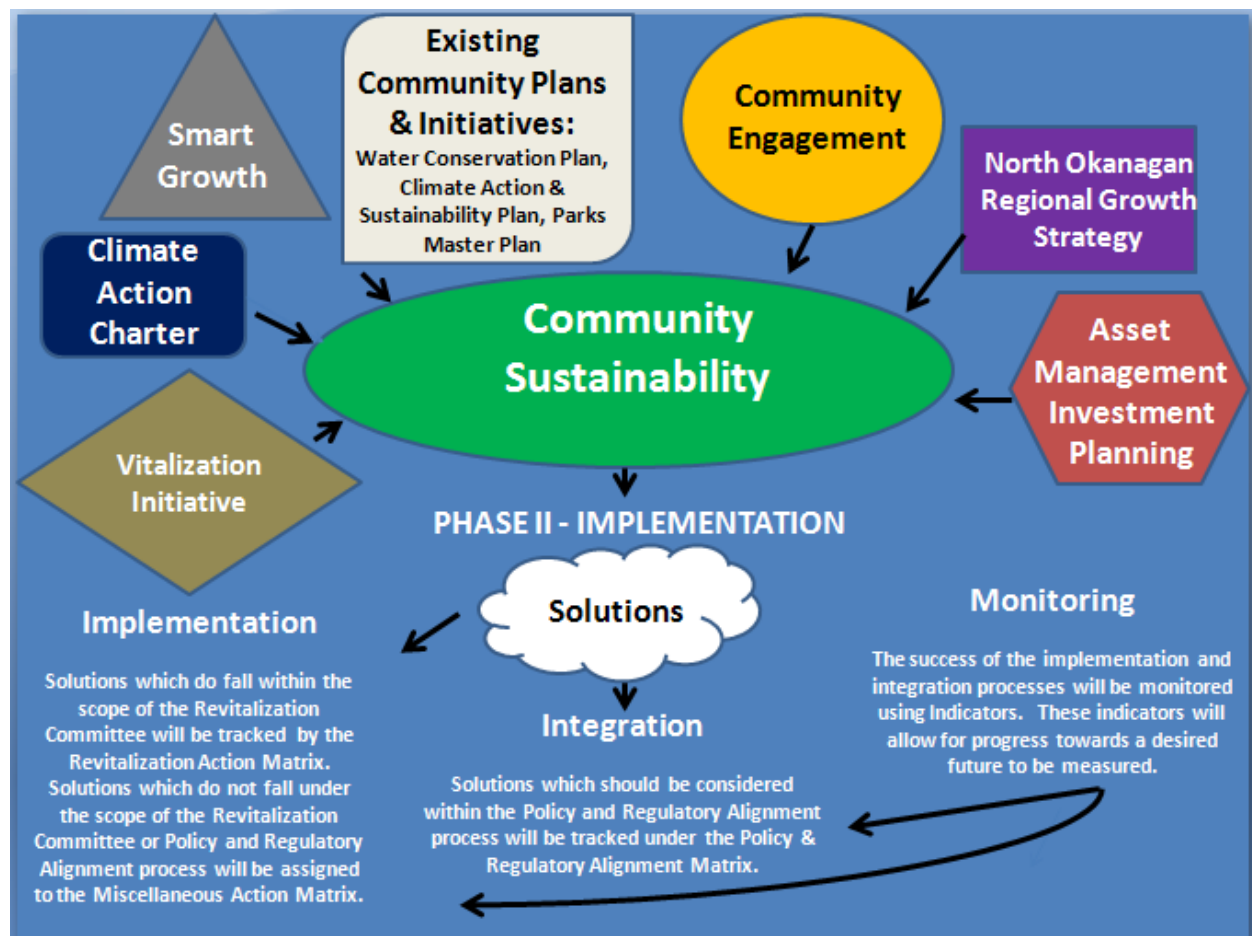 Smart
Growth
Existing
Community Plans
& Initiatives:
Water Conservation Plan,
Climate Action &
Sustainability Plan, Parks
Master Plan
Community
Engagement
North Okanagan
Regional Growth
Strategy
Climate
Action
Charter
Community
Sustainability
Asset
Management
Investment
Planning
Vitalization
Initiative
PHASE II - IMPLEMENTATION
Solutions
Implementation
Solutions which do fall within the
scope of the Revitalization
Committee will be tracked by the
Revitalization Action Matrix.
Solutions which do not fall under
the scope of the Revitalization
Committee or Policy and Regulatory
Alignment process will be assigned
to the Miscellaneous Action Matrix.
Integration
Solutions which should be considered
within the Policy and Regulatory Alignment
process will be tracked under the Policy &
Regulatory Alignment Matrix.
Monitoring
The success of the implementation and
integration processes will be monitored
using Indicators. These indicators will
allow for progress towards a desired
future to be measured.